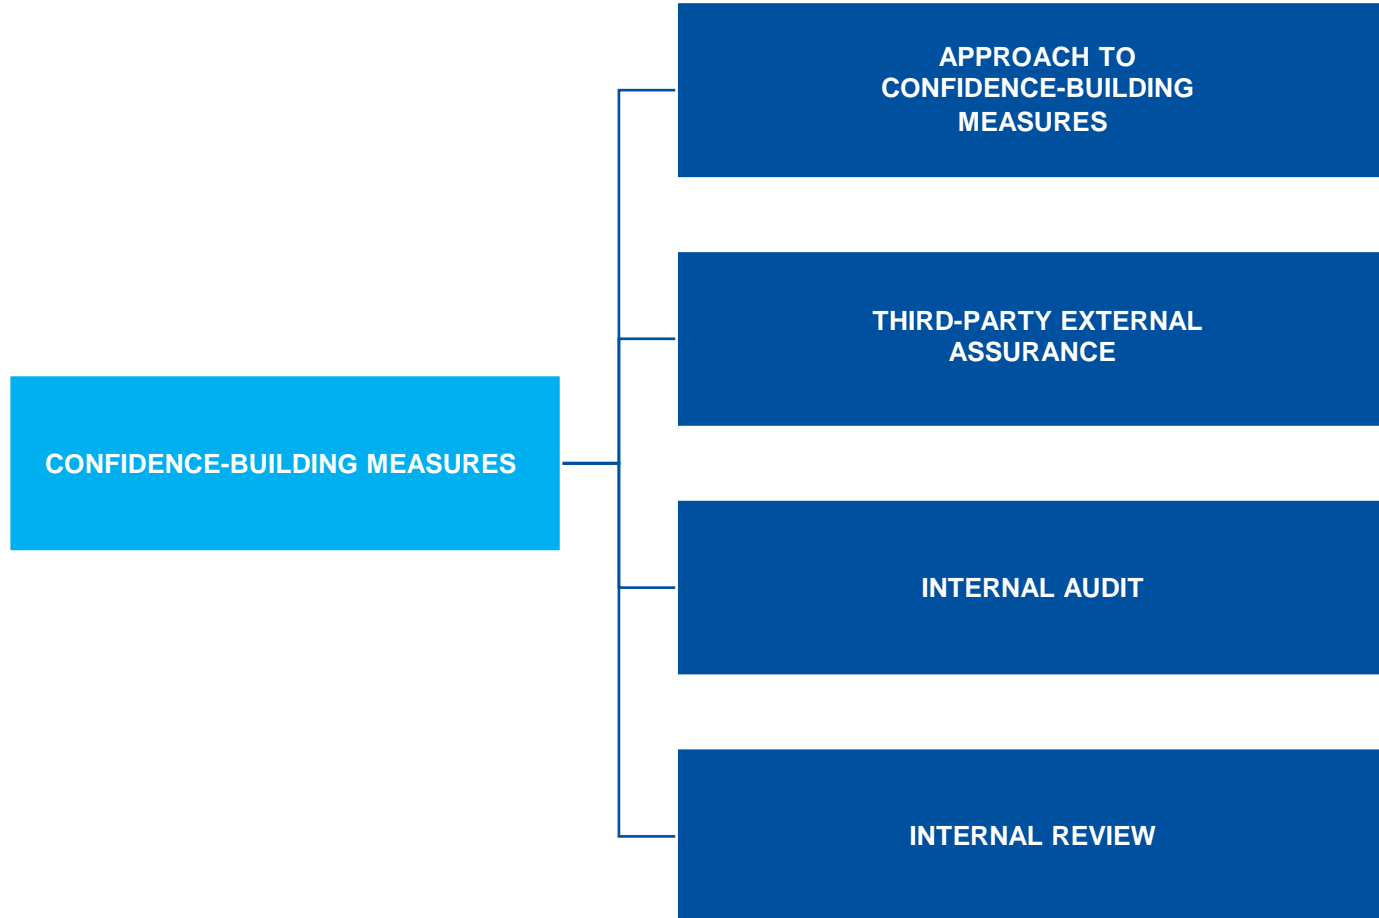 APPROACH TO
CONFIDENCE-BUILDING
MEASURES
THIRD-PARTY EXTERNAL
ASSURANCE
CONFIDENCE-BUILDING MEASURES
INTERNAL AUDIT
INTERNAL REVIEW